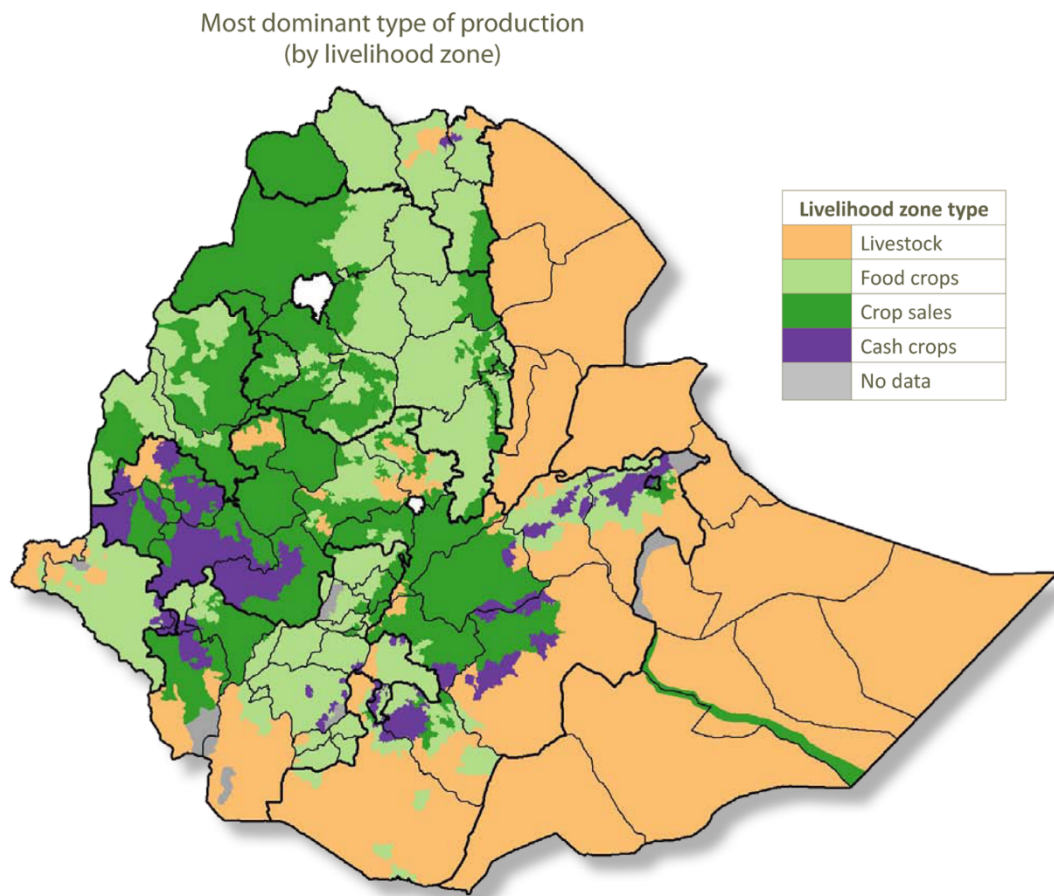 Most dominant type of production
(by livelihood zone)
Livelihood zone type
Livestock
Food crops
Crop sales
Cash crops
No data